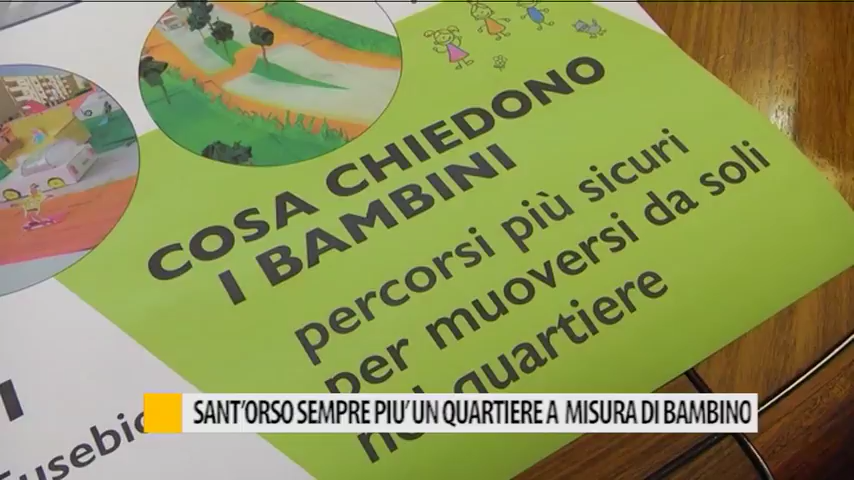 COSA CHIEDONO
I BAMBINI
percorsi più sicuri
per muoversi da soli
quartiere
Eusebio
SANT'ORSO SEMPRE PIU' UN QUARTIERE A MISURA DI BAMBINO